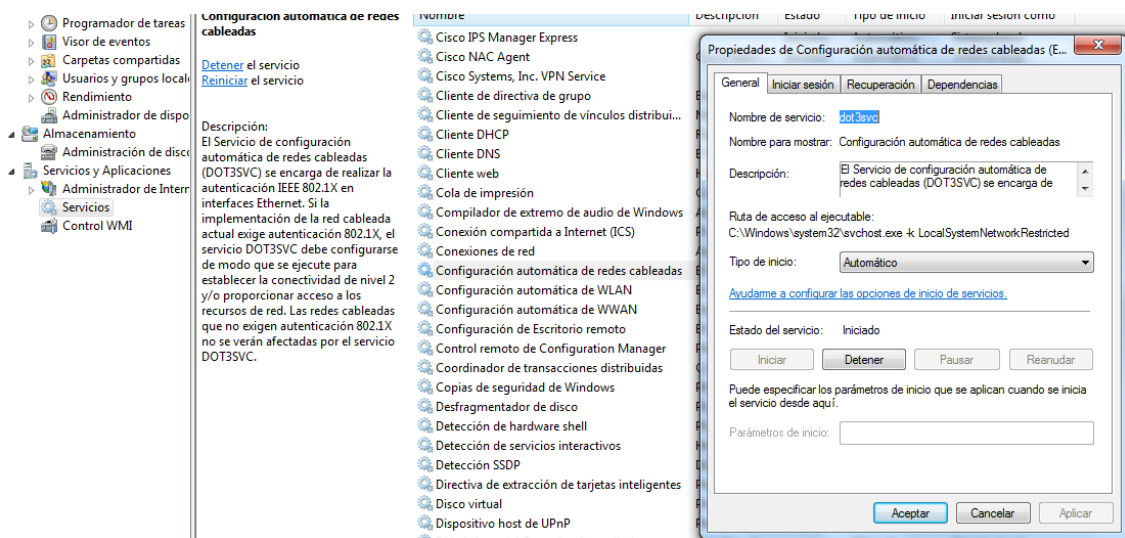 Programador de tareas
Visor de eventos
Carpetas compartidas
Usuarios y grupos local
Rendimiento
Administrador de dispo
Almacenamiento
Administración de disc
Servicios y Aplicaciones
Administrador de Interr
Servicios
Control WMI
Configuración automática de redes
cableadas
Detener el servicio
Reiniciar el servicio
Descripción:
El Servicio de configuración
automática de redes cableadas
(DOT3SVC) se encarga de realizar la
autenticación IEEE 802.1X en
interfaces Ethernet. Si la
implementación de la red cableada
actual exige autenticación 802.1X, el
servicio DOT3SVC debe configurarse
de modo que se ejecute para
establecer la conectividad de nivel 2
y/o proporcionar acceso a los
recursos de red. Las redes cableadas
que no exigen autenticación 802.1X
no se verán afectadas por el servicio
DOT3SVC.
Nombre Descripción Estado Tipo de inicio Iniciar sesión como
Cisco IPS Manager Express
Cisco NAC Agent
Cisco Systems, Inc. VPN Service
Cliente de directiva de grupo
Cliente de seguimiento de vínculos distribui...
Cliente DHCP
Cliente DNS
Cliente web
Cola de impresión
Compilador de extremo de audio de Windows
Conexión compartida a Internet (ICS)
Conexiones de red
Configuración automática de redes cableadas
Configuración automática de WLAN
Configuración automática de WWAN
Configuración de Escritorio remoto
Control remoto de Configuration Manager
Coordinador de transacciones distribuidas
Copias de seguridad de Windows
Desfragmentador de disco
Detección de hardware shell
Detección de servicios interactivos
Detección SSDP
Directiva de extracción de tarjetas inteligentes
Disco virtual
Dispositivo host de UPnP
Propiedades de Configuración automática de redes cableadas (E...
General Iniciar sesión Recuperación Dependencias
Nombre de servicio: dot3svc
Nombre para mostrar: Configuración automática de redes cableadas
Descripción: El Servicio de configuración automática de
redes cableadas (DOT3SVC) se encarga de
Ruta de acceso al ejecutable:
C:\Windows\system32\svchost.exe -k LocalSystemNetworkRestricted
Tipo de inicio: Automático
Ayudarme a configurar las opciones de inicio de servicios.
Estado del servicio: Iniciado
Iniciar Detener Pausar Reanudar
Puede especificar los parámetros de inicio que se aplican cuando se inicia
el servicio desde aquí.
Parámetros de inicio:
Aceptar Cancelar Aplicar